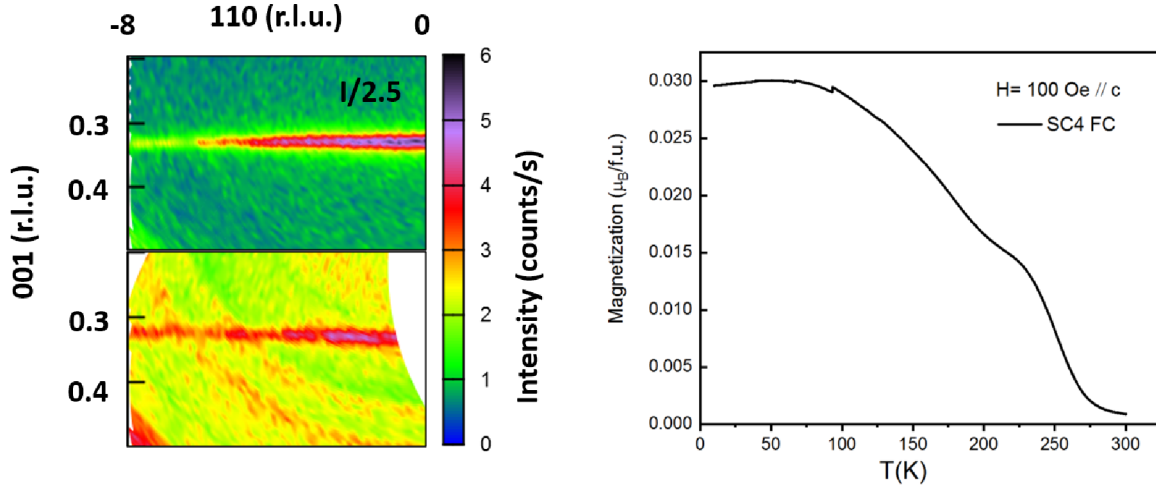 -8 110 (r.l.u.) 0
I/2.5
0.3
0.4
0.3
0.4
001 (r.l.u.)
6
5
4
3
2
1
0
Intensity (counts/s)
0.030
0.025
0.020
0.015
0.010
0.005
0.000
Magnetization (μB/f.u.)
H= 100 Oe // c
SC4 FC
0 50 100 150 200 250 300
T(K)